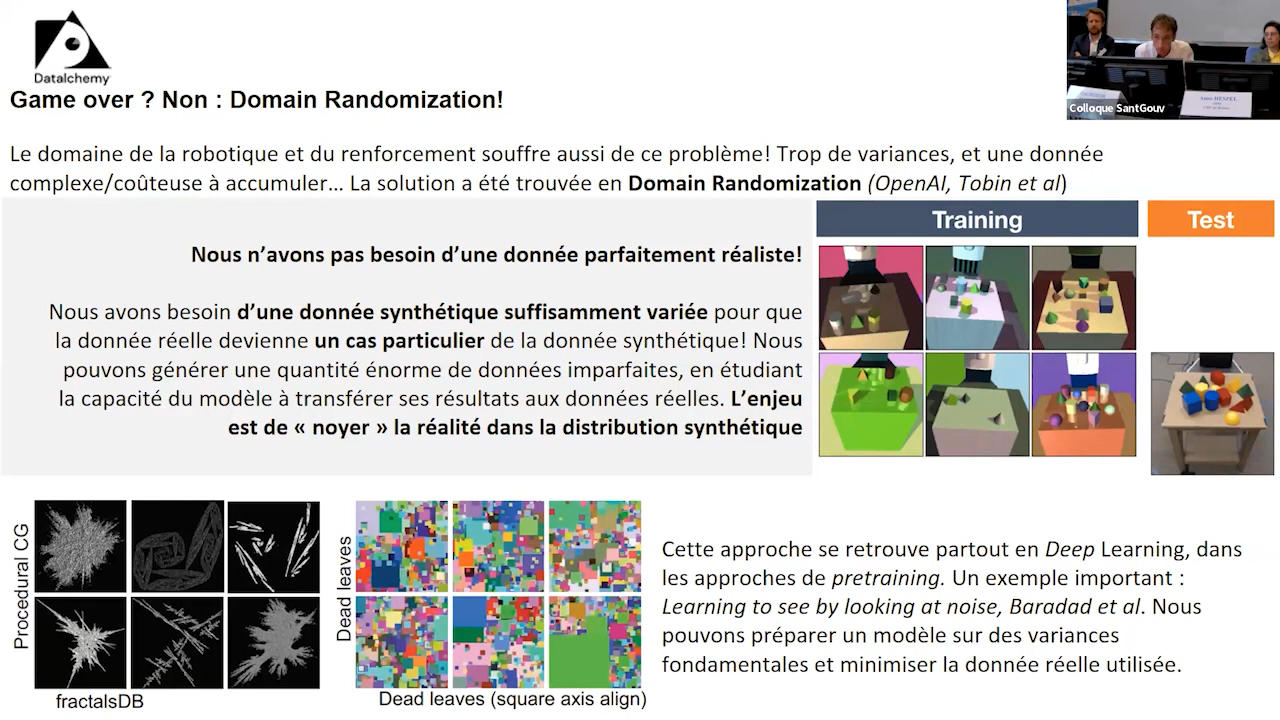 Datalchemy
Game over ? Non : Domain Randomization!
Colloque SantGouv
Anne HESPEL
Le domaine de la robotique et du renforcement souffre aussi de ce problème! Trop de variances, et une donnée
complexe/coûteuse à accumuler… La solution a été trouvée en Domain Randomization (OpenAI, Tobin et al)
Nous n’avons pas besoin d’une donnée parfaitement réaliste!
Nous avons besoin d’une donnée synthétique suffisamment variée pour que
la donnée réelle devienne un cas particulier de la donnée synthétique! Nous
pouvons générer une quantité énorme de données imparfaites, en étudiant
la capacité du modèle à transférer ses résultats aux données réelles. L’enjeu
est de « noyer » la réalité dans la distribution synthétique
Training
Test
Procedural CG
fractalsDB
Dead leaves
Dead leaves (square axis align)
Cette approche se retrouve partout en Deep Learning, dans
les approches de pretraining. Un exemple important :
Learning to see by looking at noise, Baradad et al. Nous
pouvons préparer un modèle sur des variances
fondamentales et minimiser la donnée réelle utilisée.